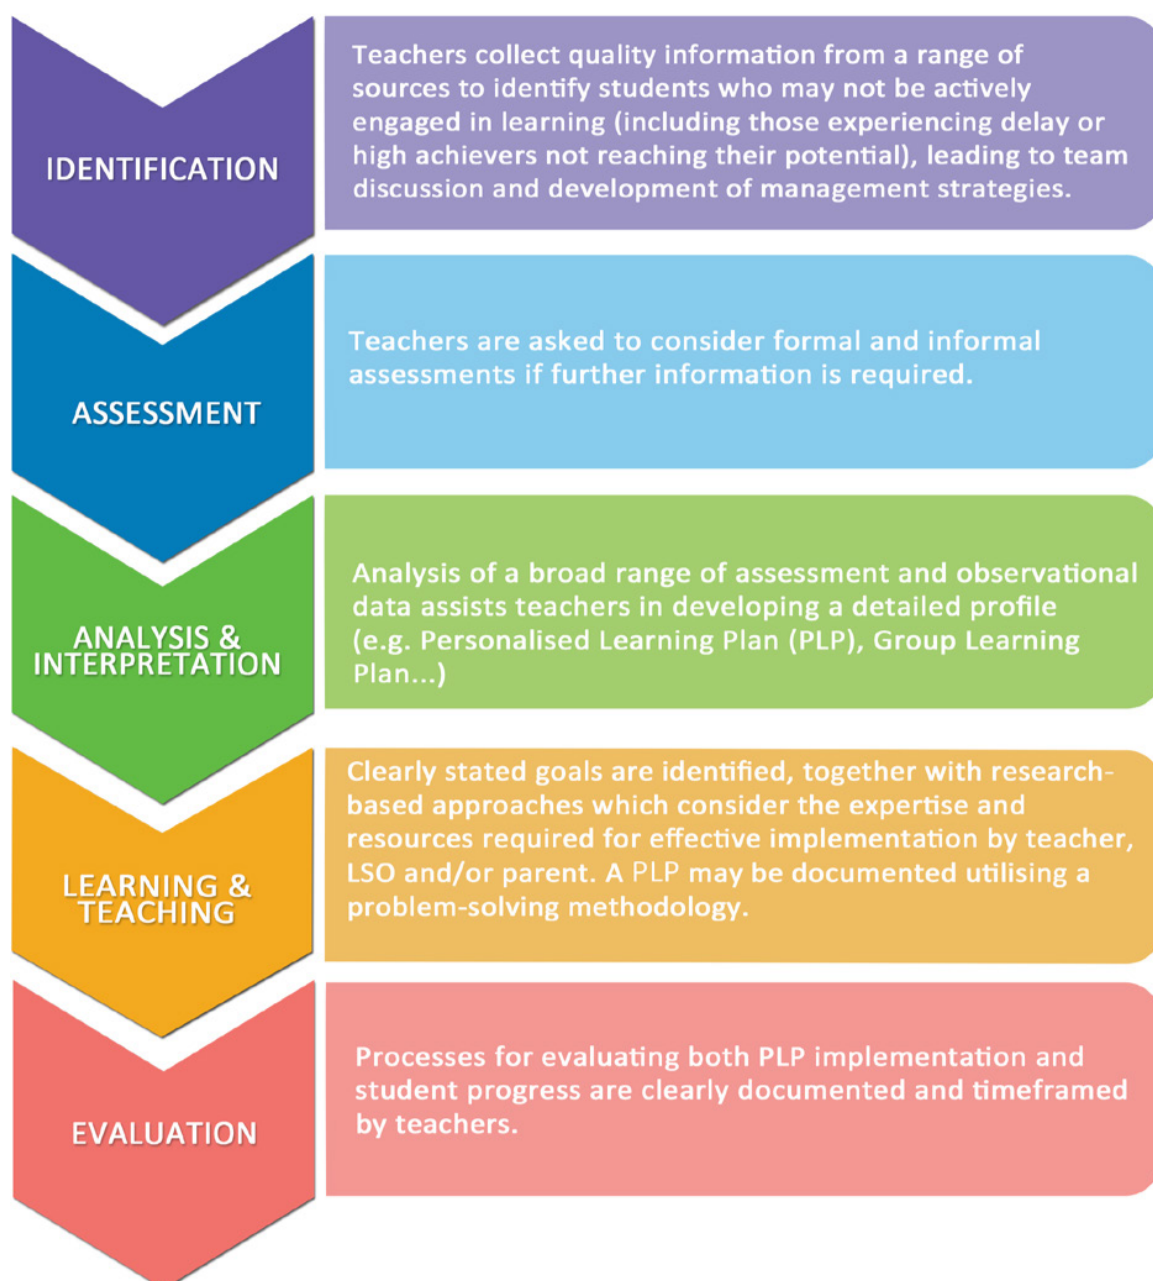 IDENTIFICATION
Teachers collect quality information from a range of
sources to identify students who may not be actively
engaged in learning (including those experiencing delay or
high achievers not reaching their potential), leading to team
discussion and development of management strategies.
ASSESSMENT
Teachers are asked to consider formal and informal
assessments if further information is required.
ANALYSIS &
INTERPRETATION
Analysis of a broad range of assessment and observational
data assists teachers in developing a detailed profile
(e.g. Personalised Learning Plan (PLP), Group Learning
Plan...)
LEARNING &
TEACHING
Clearly stated goals are identified, together with research-
based approaches which consider the expertise and
resources required for effective implementation by teacher,
LSO and/or parent. A PLP may be documented utilising a
problem-solving methodology.
EVALUATION
Processes for evaluating both PLP implementation and
student progress are clearly documented and timeframed
by teachers.